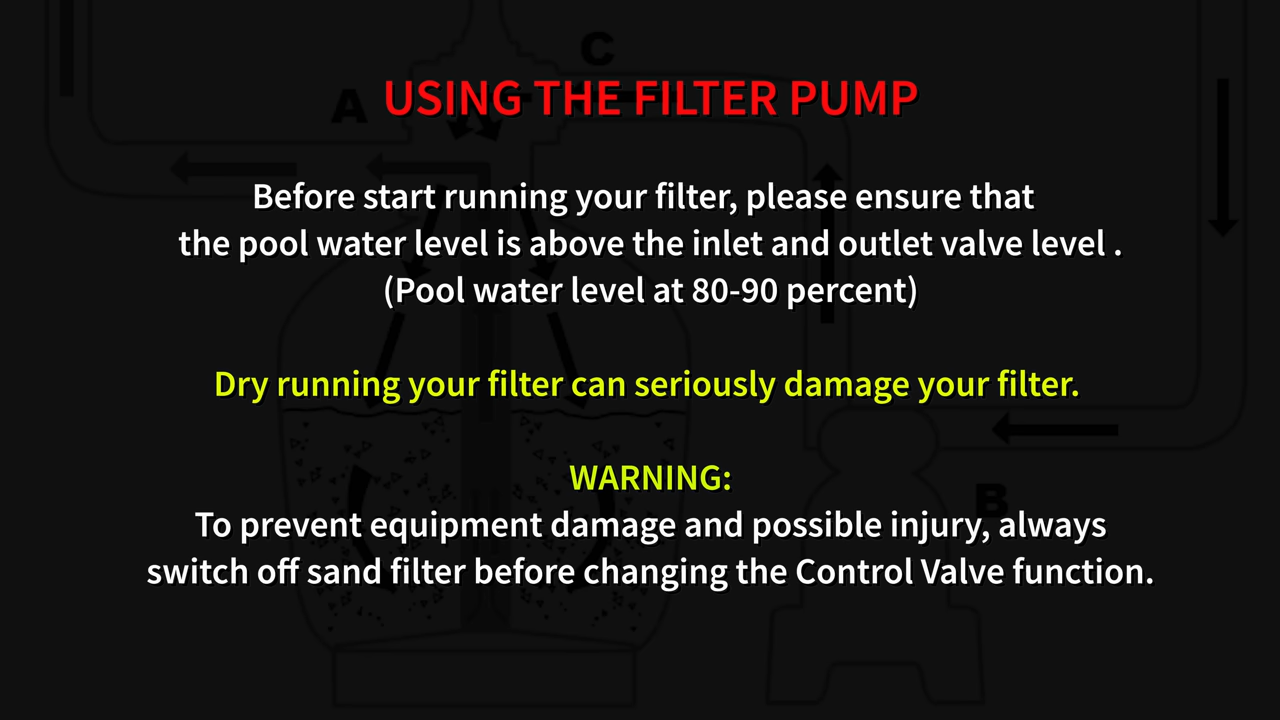 C
A
USING THE FILTER PUMP
Before start running your filter, please ensure that
the pool water level is above the inlet and outlet valve level .
(Pool water level at 80-90 percent)
Dry running your filter can seriously damage your filter.
WARNING:
B
To prevent equipment damage and possible injury, always
switch off sand filter before changing the Control Valve function.